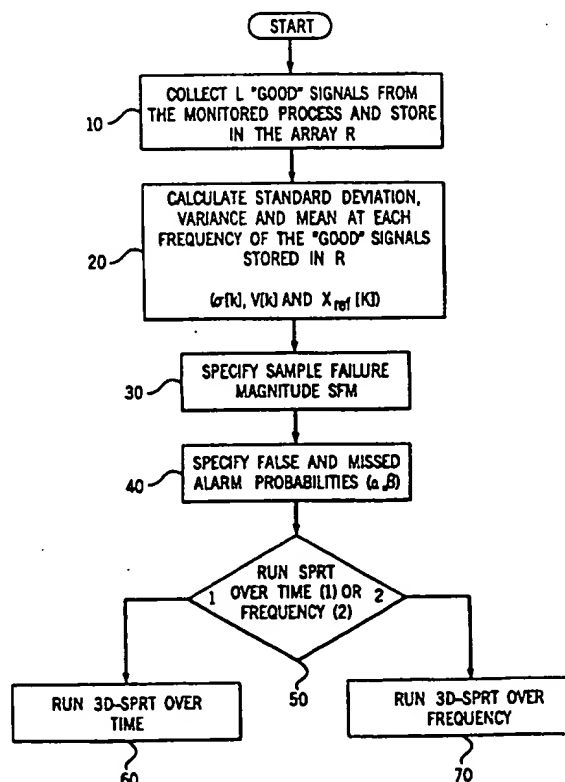 START
COLLECT L "GOOD" SIGNALS FROM
THE MONITORED PROCESS AND STORE
IN THE ARRAY R
10
CALCULATE STANDARD DEVIATION,
VARIANCE AND MEAN AT EACH
FREQUENCY OF THE "GOOD" SIGNALS
STORED IN R
(σ[k], V[k] AND X_ref [K])
20
SPECIFY SAMPLE FAILURE
MAGNITUDE SFM
30
SPECIFY FALSE AND MISSED
ALARM PROBABILITIES (α,β)
40
RUN SPRT
1 OVER TIME (1) OR 2
FREQUENCY (2)
50
RUN 3D-SPRT OVER
TIME
60
RUN 3D-SPRT OVER
FREQUENCY
70